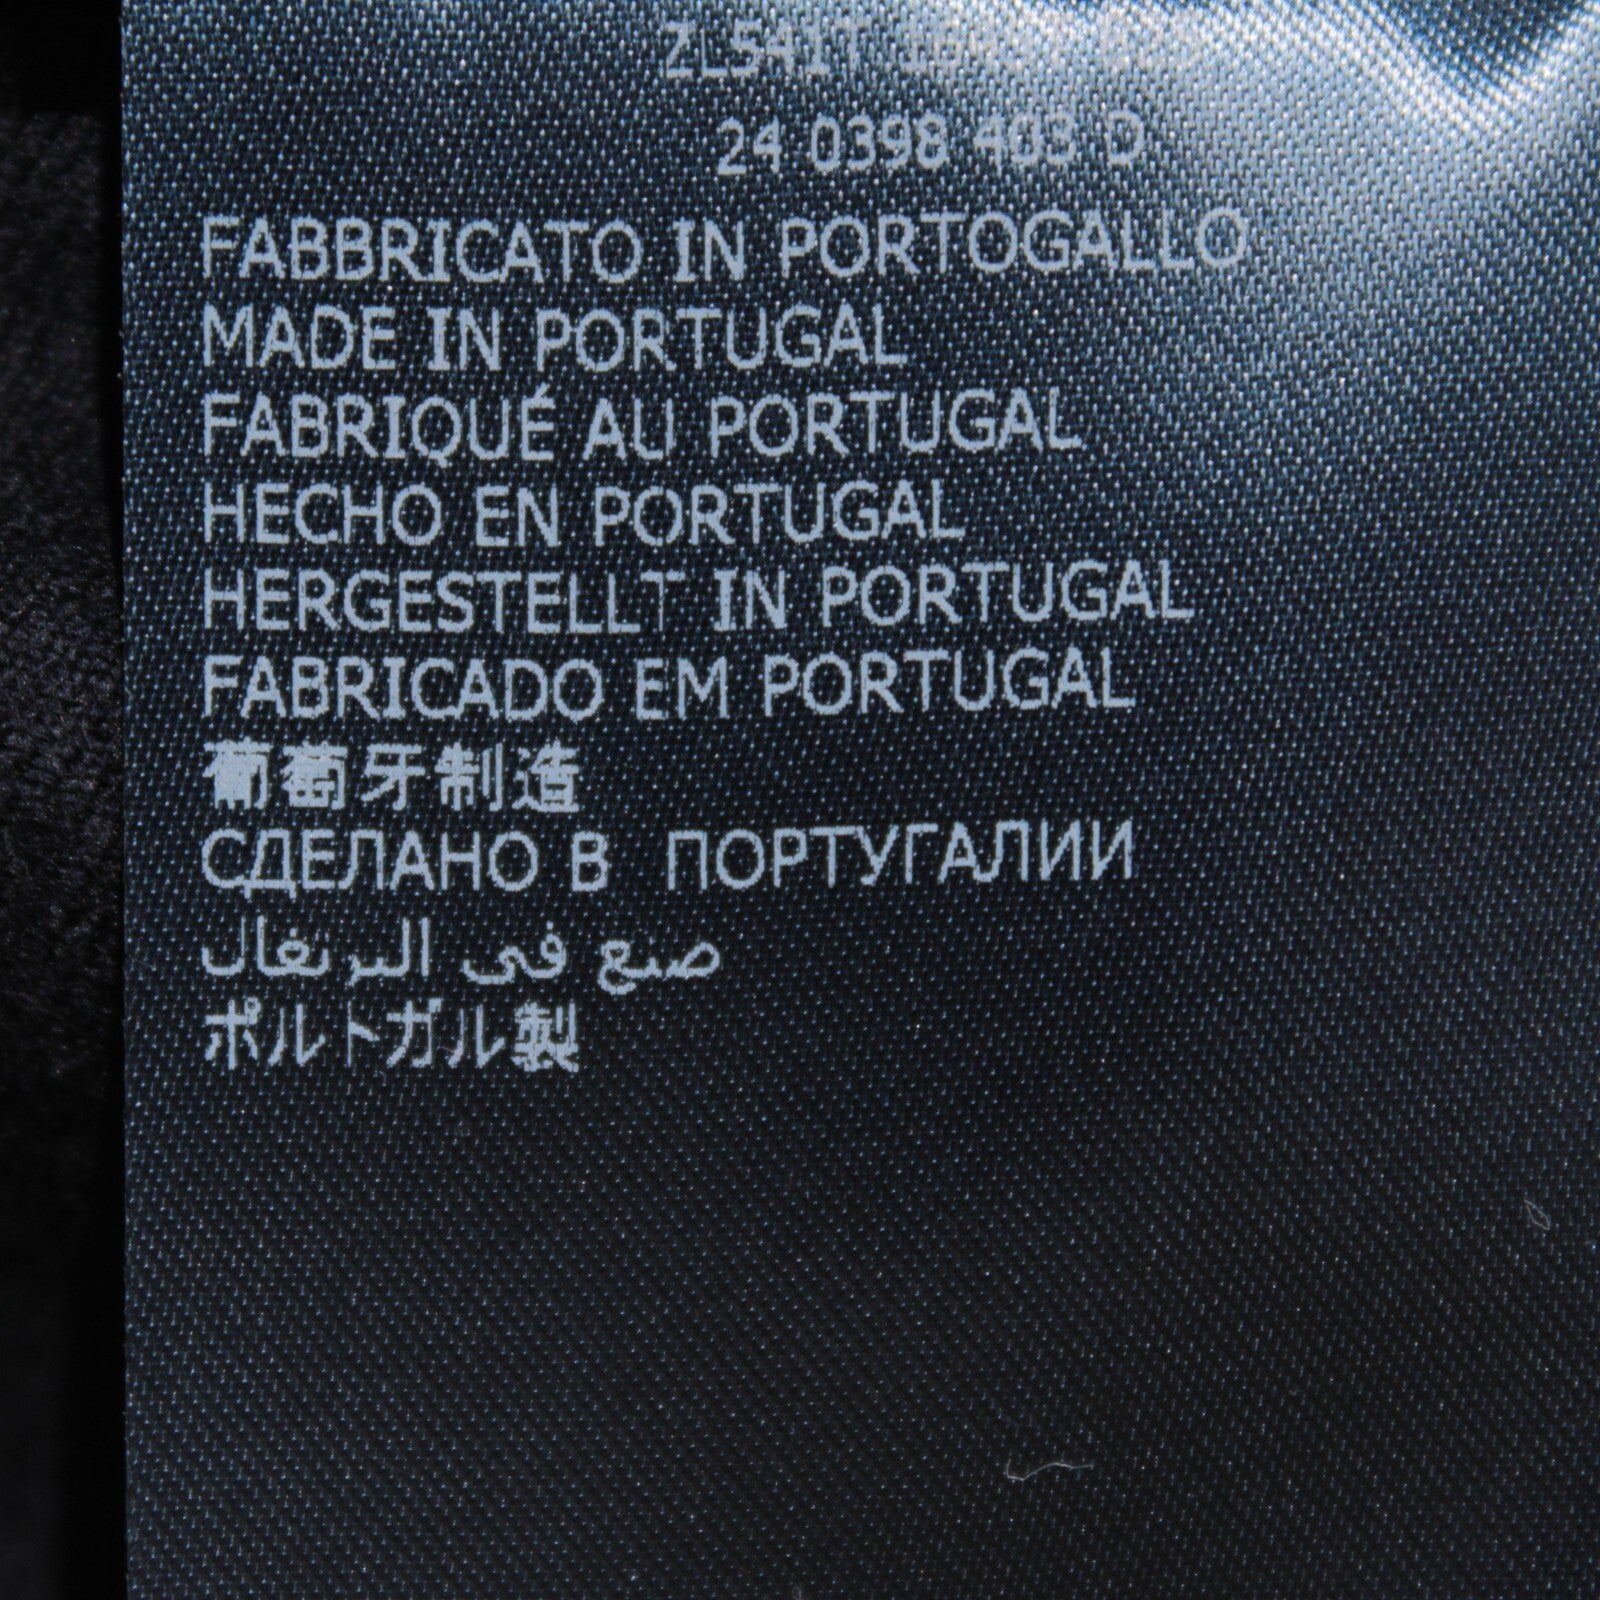 ZL541T
24 0398 403 D
FABBRICATO IN PORTOGALLO
MADE IN PORTUGAL
FABRIQUÉ AU PORTUGAL
HECHO EN PORTUGAL
HERGESTELLT IN PORTUGAL
FABRICADO EM PORTUGAL
葡萄牙制造
СДЕЛАНО В ПОРТУГАЛИИ
صنع في البرتغال
ポルトガル製